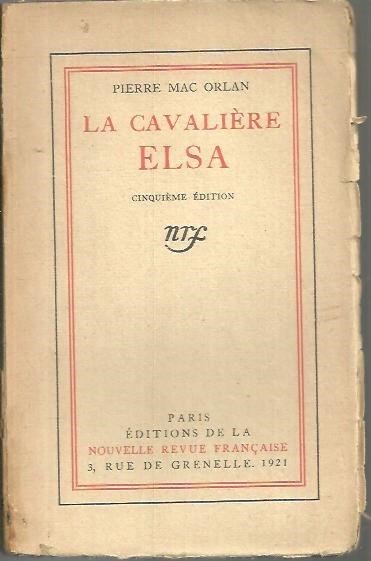 PIERRE MAC ORLAN
LA CAVALIÈRE
ELSA
CINQUIÈME ÉDITION
nrf
PARIS
ÉDITIONS DE LA
NOUVELLE REVUE FRANÇAISE
3, RUE DE GRENELLE. 1921